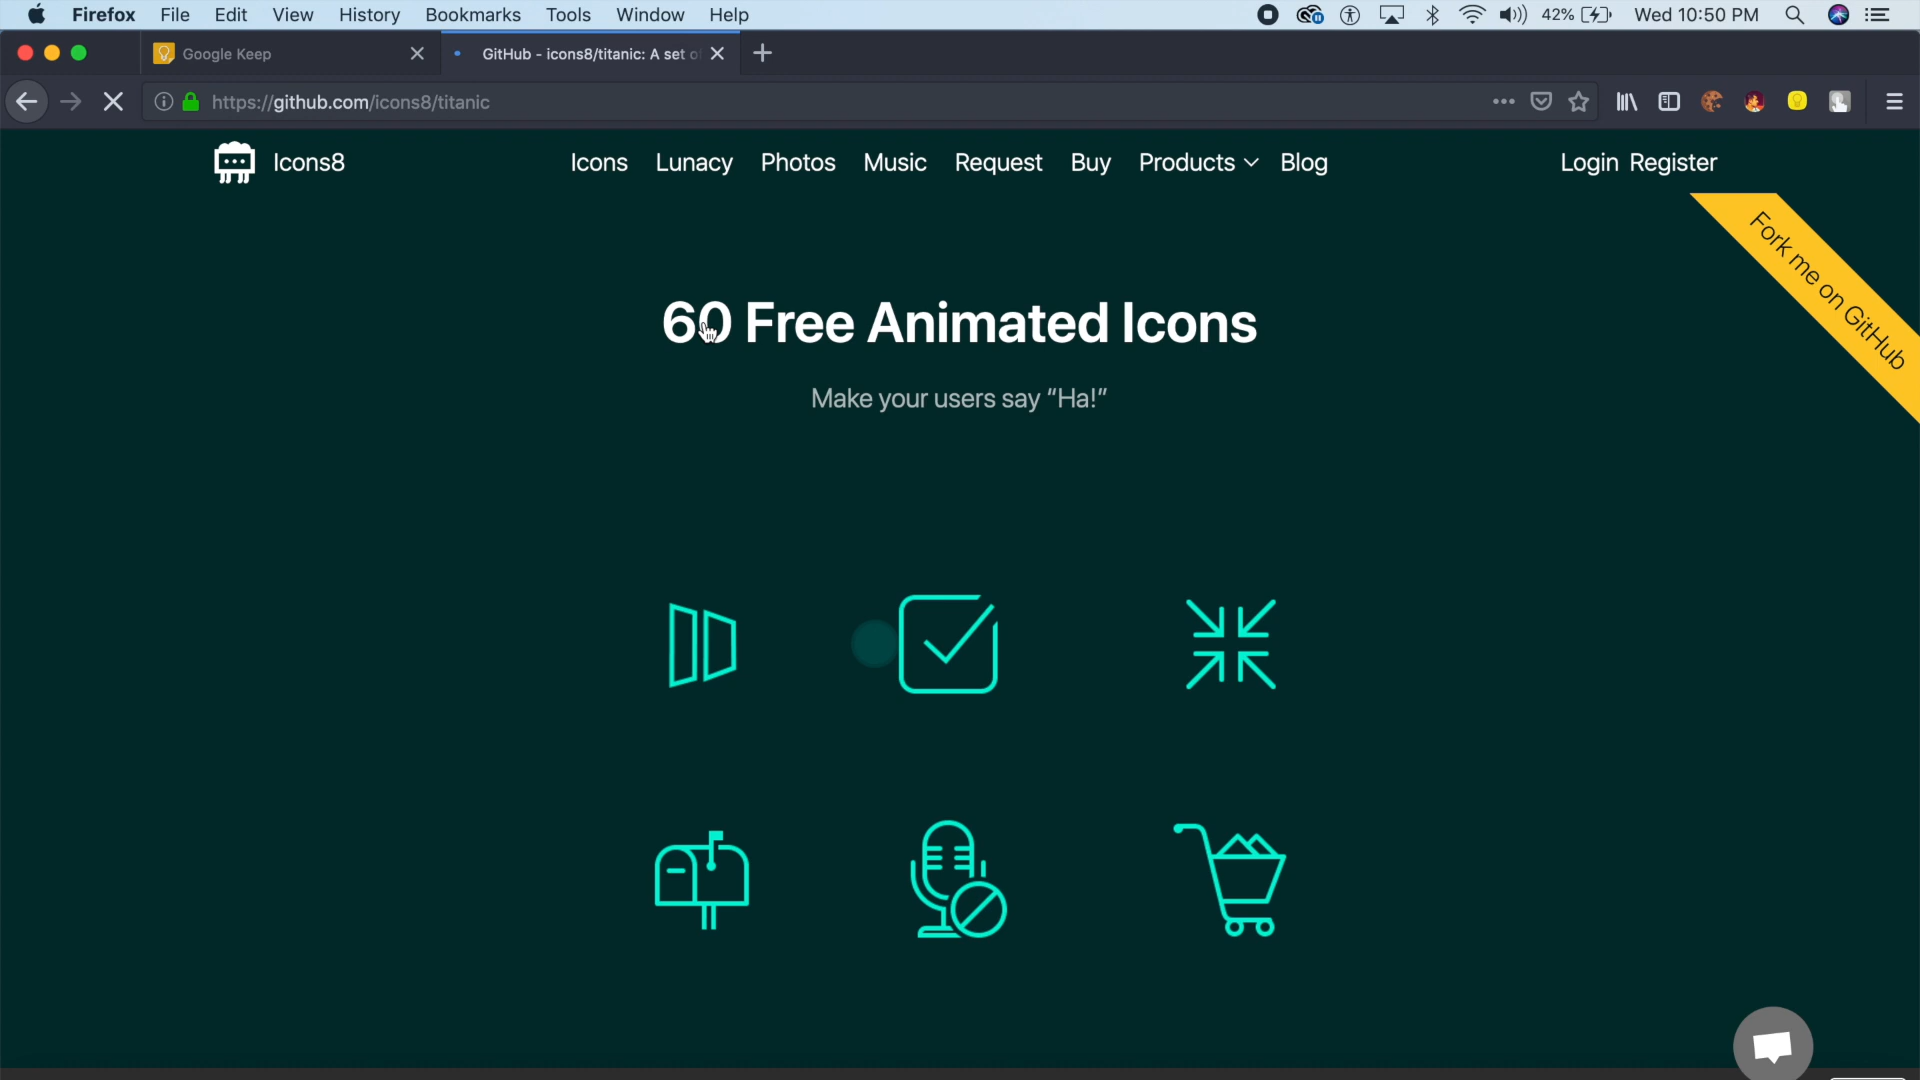 Firefox File Edit View History Bookmarks Tools Window Help 42% Wed 10:50 PM
Google Keep GitHub - icons8/titanic: A set o
https://github.com/icons8/titanic
Icons8 Icons Lunacy Photos Music Request Buy Products Blog Login Register
Fork me on GitHub
60 Free Animated Icons
Make your users say “Ha!”